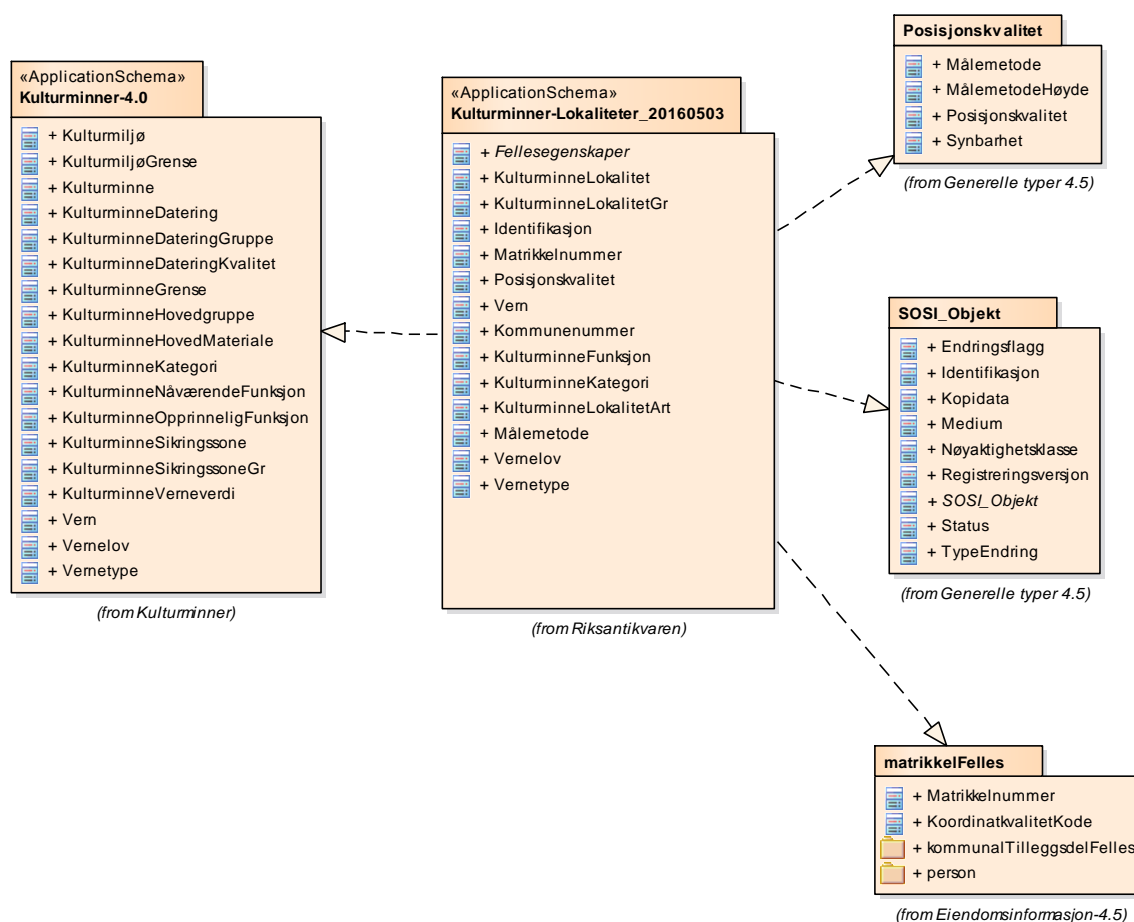 «ApplicationSchema»
Kulturminner-4.0
+ Kulturmiljø
+ KulturmiljøGrense
+ Kulturminne
+ KulturminneDatering
+ KulturminneDateringGruppe
+ KulturminneDateringKvalitet
+ KulturminneGrense
+ KulturminneHovedgruppe
+ KulturminneHovedMateriale
+ KulturminneKategori
+ KulturminneNåværendeFunksjon
+ KulturminneOpprinneligFunksjon
+ KulturminneSikringssone
+ KulturminneSikringssoneGr
+ KulturminneVerneverdi
+ Vern
+ Vernelov
+ Vernetype
(from Kulturminner)
«ApplicationSchema»
Kulturminner-Lokaliteter_20160503
+ Fellesegenskaper
+ KulturminneLokalitet
+ KulturminneLokalitetGr
+ Identifikasjon
+ Matrikkelnummer
+ Posisjonskvalitet
+ Vern
+ Kommunenummer
+ KulturminneFunksjon
+ KulturminneKategori
+ KulturminneLokalitetArt
+ Målemetode
+ Vernelov
+ Vernetype
(from Riksantikvaren)
Posisjonskvalitet
+ Målemetode
+ MålemetodeHøyde
+ Posisjonskvalitet
+ Synbarhet
(from Generelle typer 4.5)
SOSI_Objekt
+ Endringsflagg
+ Identifikasjon
+ Kopidata
+ Medium
+ Nøyaktighetsklasse
+ Registreringsversjon
+ SOSI_Objekt
+ Status
+ TypeEndring
(from Generelle typer 4.5)
matrikkelFelles
+ Matrikkelnummer
+ KoordinatkvalitetKode
+ kommunalTilleggsdelFelles
+ person
(from Eiendomsinformasjon-4.5)